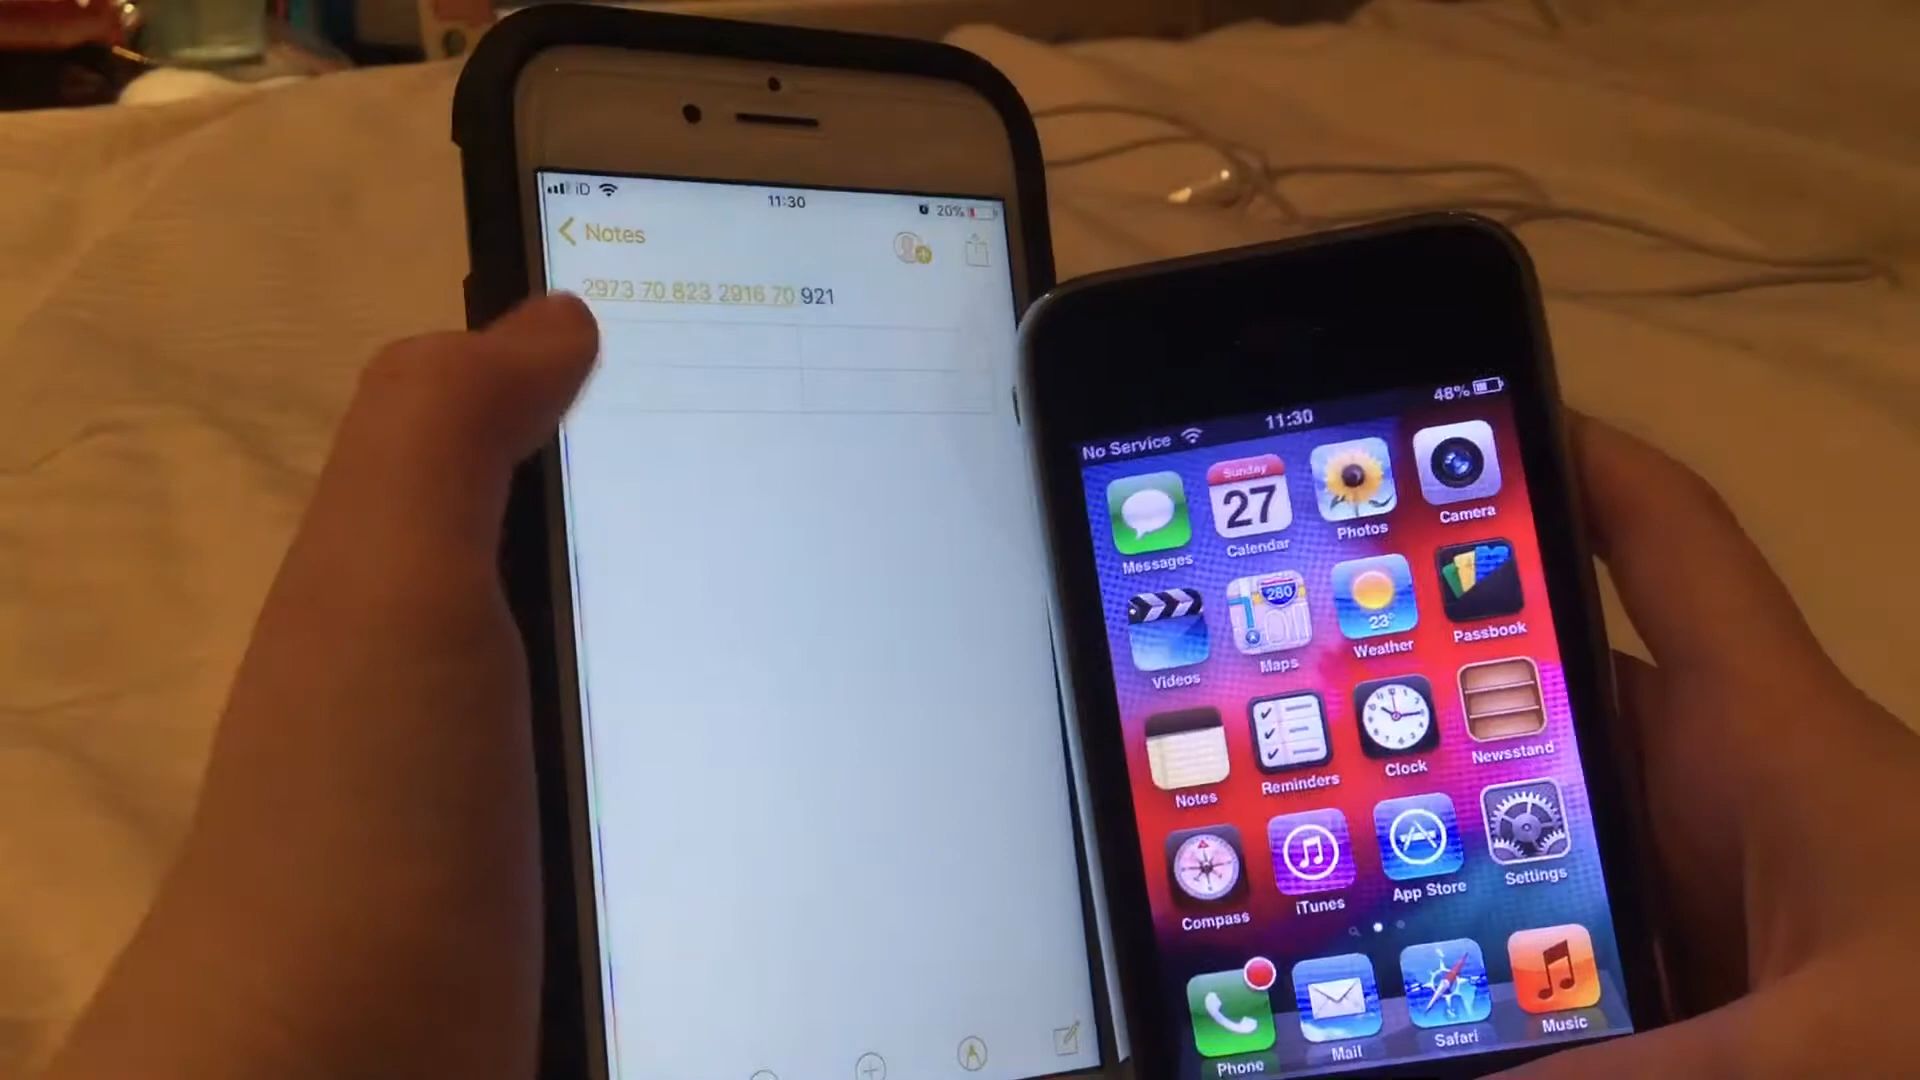 iD
11:30
20%
Notes
2973 70 823 2916 70 921
No Service
11:30
48%
Messages
Sunday
27
Calendar
Photos
Camera
Videos
280
Maps
23°
Weather
Passbook
Notes
Reminders
Clock
Newsstand
Compass
iTunes
App Store
Settings
Phone
Mail
Safari
Music